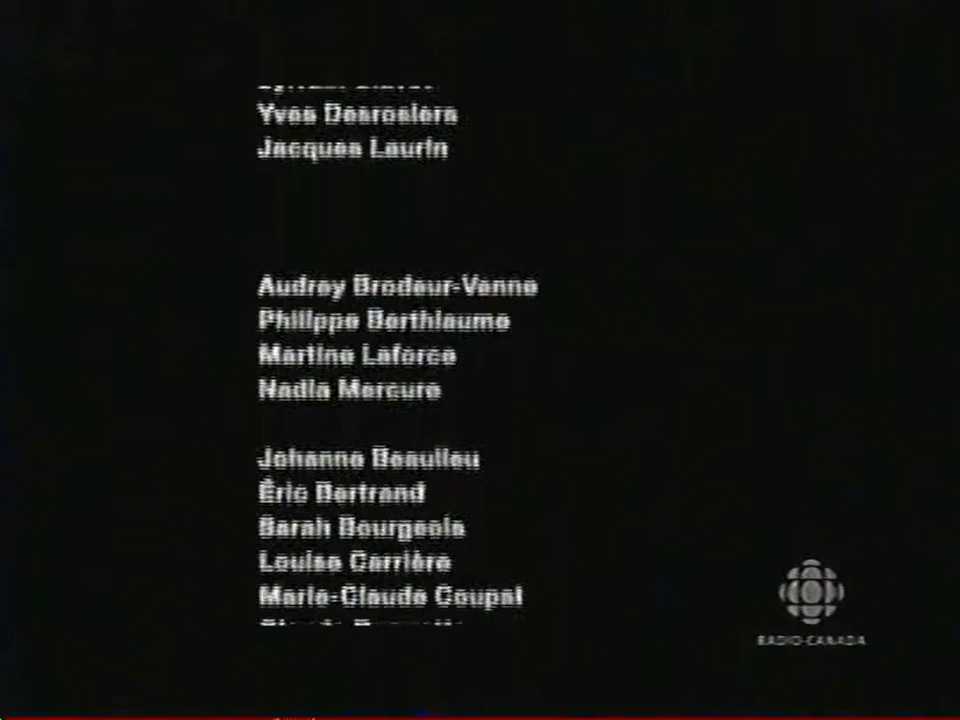 Yves Desrosiers
Jacques Laurin
Audrey Brodeur-Venne
Philippe Berthiaume
Martine Laforce
Nadia Mercure
Johanne Beaulieu
Éric Bertrand
Sarah Bourgeois
Louise Carrière
Marie-Claude Coupal
RADIO-CANADA